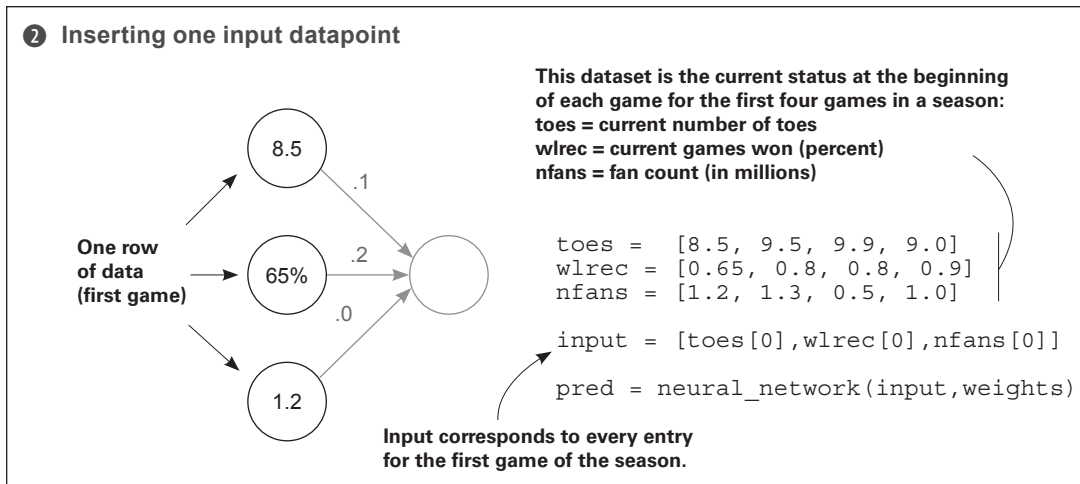 ❷ Inserting one input datapoint
This dataset is the current status at the beginning
of each game for the first four games in a season:
toes = current number of toes
wlrec = current games won (percent)
nfans = fan count (in millions)
8.5
.1
One row
of data
(first game)
65%
.2
.0
1.2
toes =  [8.5, 9.5, 9.9, 9.0]
wlrec = [0.65, 0.8, 0.8, 0.9]
nfans = [1.2, 1.3, 0.5, 1.0]
input = [toes[0],wlrec[0],nfans[0]]
pred = neural_network(input,weights)
Input corresponds to every entry
for the first game of the season.